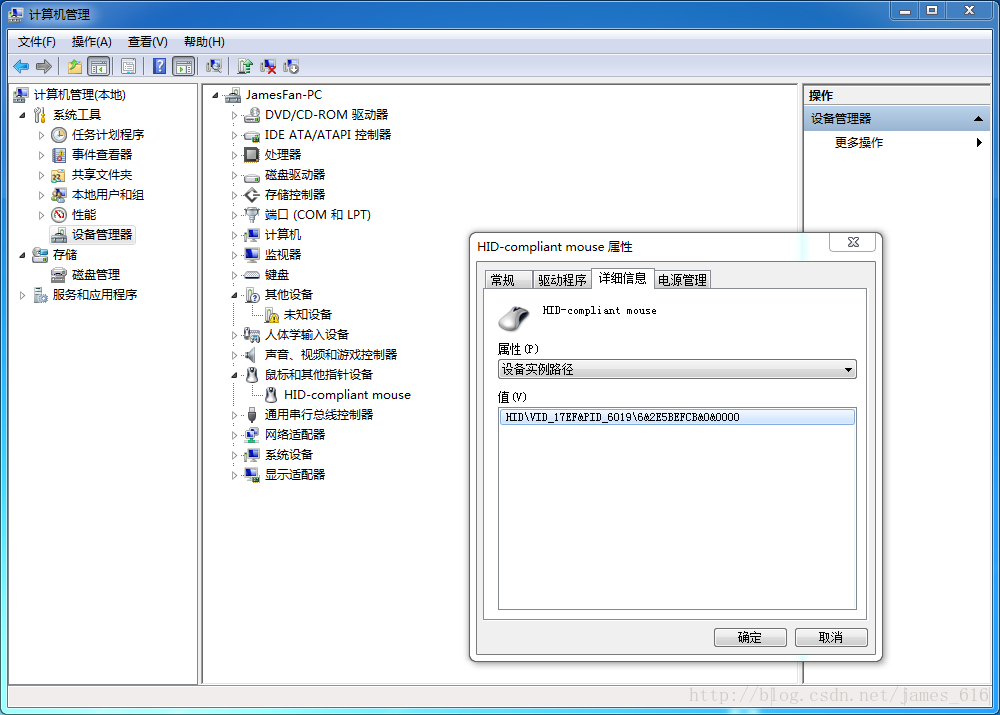 计算机管理
文件(F) 操作(A) 查看(V) 帮助(H)
计算机管理(本地)
系统工具
任务计划程序
事件查看器
共享文件夹
本地用户和组
性能
设备管理器
存储
磁盘管理
服务和应用程序
JamesFan-PC
DVD/CD-ROM 驱动器
IDE ATA/ATAPI 控制器
处理器
磁盘驱动器
存储控制器
端口 (COM 和 LPT)
计算机
监视器
键盘
其他设备
未知设备
人体学输入设备
声音、视频和游戏控制器
鼠标和其他指针设备
HID-compliant mouse
通用串行总线控制器
网络适配器
系统设备
显示适配器
操作
设备管理器
更多操作
HID-compliant mouse 属性
常规 驱动程序 详细信息 电源管理
HID-compliant mouse
属性(P)
设备实例路径
值(V)
HID\VID_17EF&PID_6019\6&2E5BEFCB&0&0000
确定 取消
http://blog.csdn.net/james_616